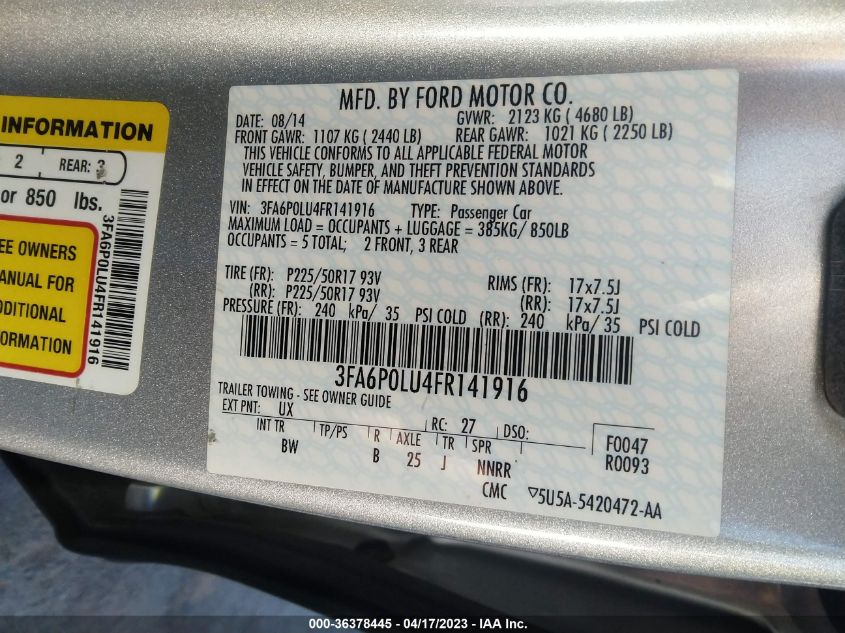 INFORMATION
2 REAR: 3
or 850 lbs.
EE OWNERS
ANUAL FOR
DDITIONAL
FORMATION
3FA6P0LU4FR141916
MFD. BY FORD MOTOR CO.
DATE: 08/14 GVWR: 2123 KG ( 4680 LB)
FRONT GAWR: 1107 KG ( 2440 LB) REAR GAWR: 1021 KG ( 2250 LB)
THIS VEHICLE CONFORMS TO ALL APPLICABLE FEDERAL MOTOR
VEHICLE SAFETY, BUMPER, AND THEFT PREVENTION STANDARDS
IN EFFECT ON THE DATE OF MANUFACTURE SHOWN ABOVE.
VIN: 3FA6P0LU4FR141916 TYPE: Passenger Car
MAXIMUM LOAD = OCCUPANTS + LUGGAGE = 385KG/ 850LB
OCCUPANTS = 5 TOTAL; 2 FRONT, 3 REAR
TIRE (FR): P225/50R17 93V RIMS (FR): 17x7.5J
(RR): P225/50R17 93V (RR): 17x7.5J
PRESSURE (FR): 240 kPa/ 35 PSI COLD (RR): 240 kPa/ 35 PSI COLD
3FA6P0LU4FR141916
TRAILER TOWING - SEE OWNER GUIDE
EXT PNT: UX RC: 27 DSO: F0047
INT TR TP/PS R AXLE TR SPR R0093
BW B 25 J NNRR
CMC ▽5U5A-5420472-AA
000-36378445 - 04/17/2023 - IAA Inc.